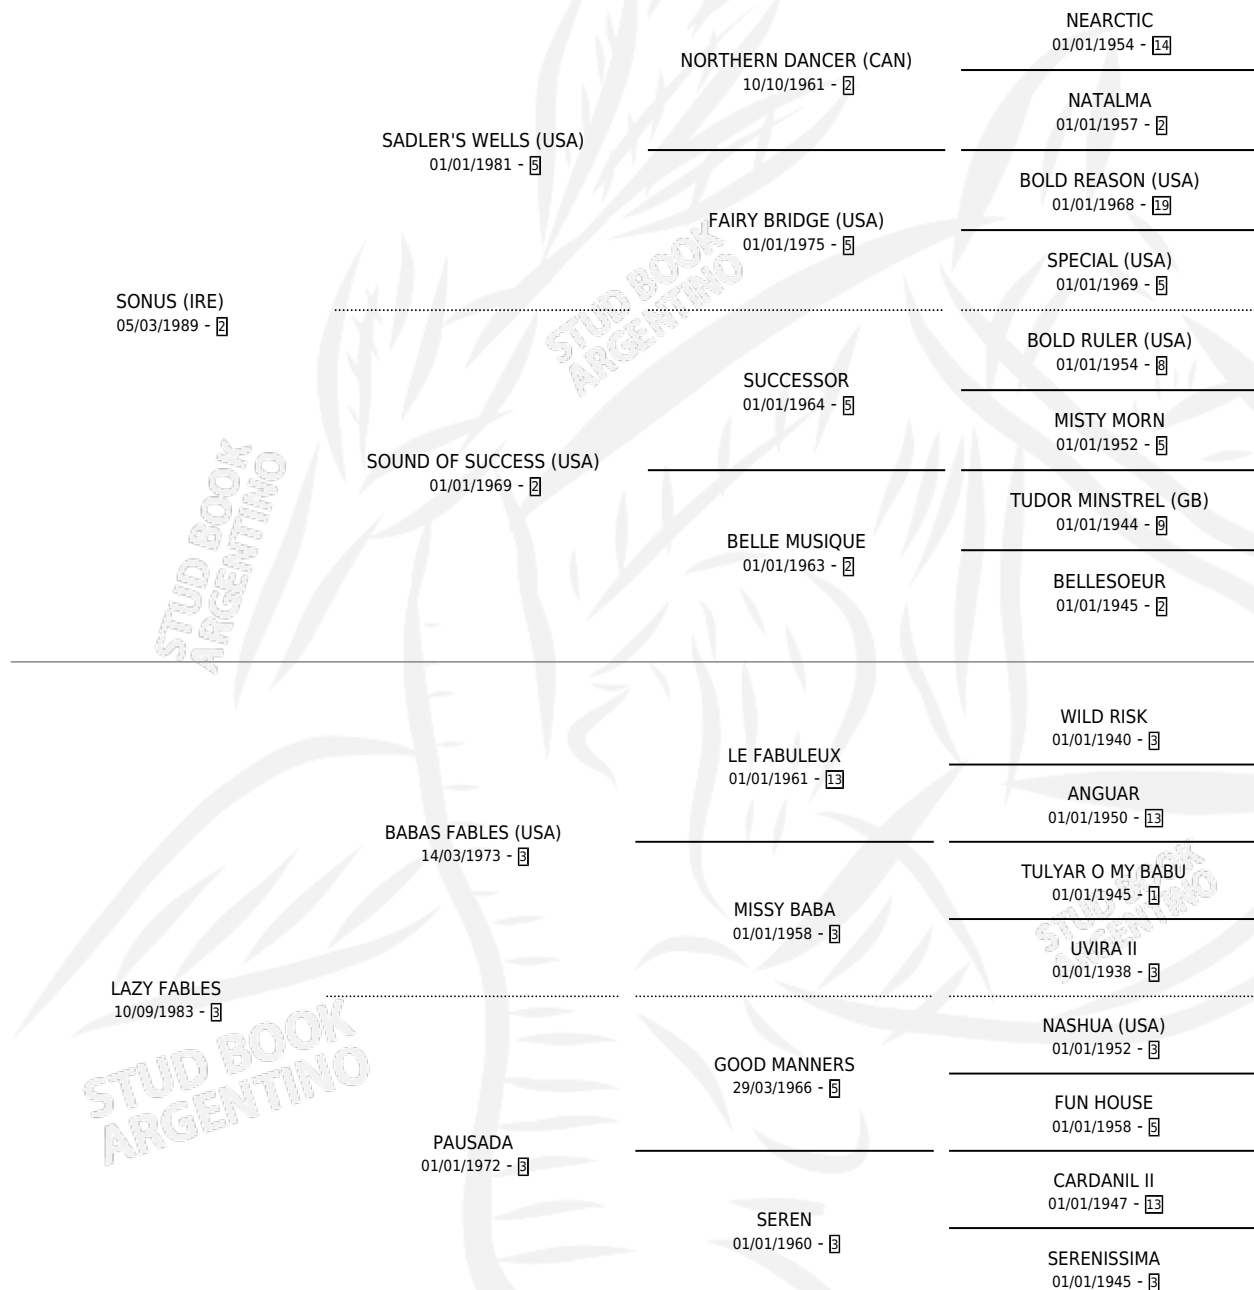 NEARCTIC
01/01/1954 - 14
NORTHERN DANCER (CAN)
10/10/1961 - 2
NATALMA
01/01/1957 - 2
SADLER'S WELLS (USA)
01/01/1981 - 5
BOLD REASON (USA)
01/01/1968 - 19
FAIRY BRIDGE (USA)
01/01/1975 - 5
SPECIAL (USA)
01/01/1969 - 5
SONUS (IRE)
05/03/1989 - 2
STUD BOOK
ARGENTINO
BOLD RULER (USA)
01/01/1954 - 8
SUCCESSOR
01/01/1964 - 5
MISTY MORN
01/01/1952 - 5
SOUND OF SUCCESS (USA)
01/01/1969 - 2
TUDOR MINSTREL (GB)
01/01/1944 - 9
BELLE MUSIQUE
01/01/1963 - 2
BELLESOEUR
01/01/1945 - 2
STUD BOOK
ARGENTINO
WILD RISK
01/01/1940 - 3
LE FABULEUX
01/01/1961 - 13
ANGUAR
01/01/1950 - 13
BABAS FABLES (USA)
14/03/1973 - 3
TULYAR O MY BABU
01/01/1945 - 1
MISSY BABA
01/01/1958 - 3
STUD BOOK
ARGENTINO
UVIRA II
01/01/1938 - 3
LAZY FABLES
10/09/1983 - 3
STUD BOOK
ARGENTINO
NASHUA (USA)
01/01/1952 - 3
GOOD MANNERS
29/03/1966 - 5
FUN HOUSE
01/01/1958 - 5
PAUSADA
01/01/1972 - 3
CARDANIL II
01/01/1947 - 13
SEREN
01/01/1960 - 3
SERENISSIMA
01/01/1945 - 3